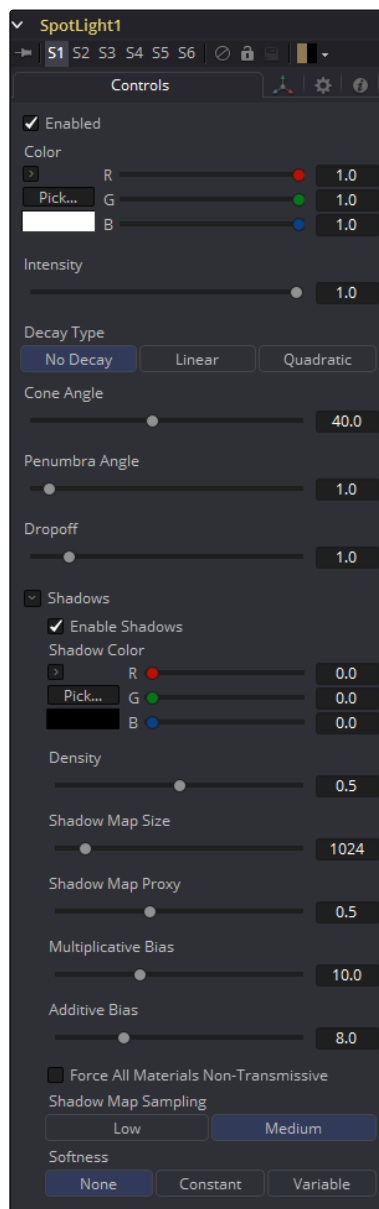 SpotLight1
S1 S2 S3 S4 S5 S6
Controls
Enabled
Color
R 1.0
Pick... G 1.0
B 1.0
Intensity
1.0
Decay Type
No Decay Linear Quadratic
Cone Angle
40.0
Penumbra Angle
1.0
Dropoff
1.0
Shadows
Enable Shadows
Shadow Color
R 0.0
Pick... G 0.0
B 0.0
Density
0.5
Shadow Map Size
1024
Shadow Map Proxy
0.5
Multiplicative Bias
10.0
Additive Bias
8.0
Force All Materials Non-Transmissive
Shadow Map Sampling
Low Medium
Softness
None Constant Variable